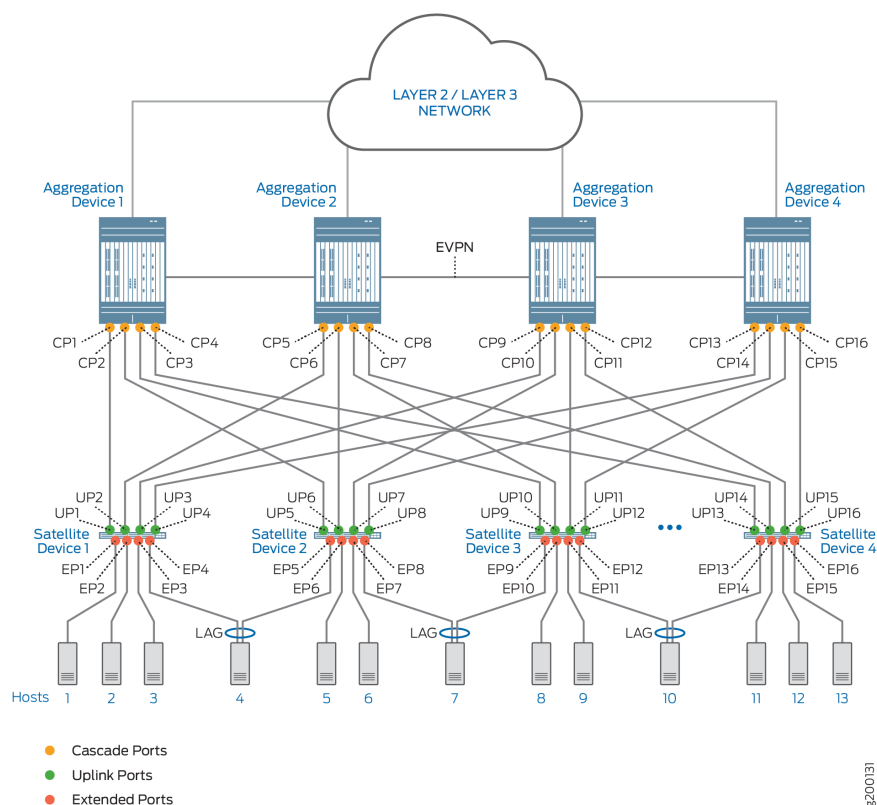 LAYER 2 / LAYER 3
NETWORK
Aggregation
Device 1
Aggregation
Device 2
Aggregation
Device 3
Aggregation
Device 4
EVPN
CP1
CP2
CP3
CP4
CP5
CP6
CP7
CP8
CP9
CP10
CP11
CP12
CP13
CP14
CP15
CP16
UP1
UP2
UP3
UP4
UP5
UP6
UP7
UP8
UP9
UP10
UP11
UP12
UP13
UP14
UP15
UP16
Satellite
Device 1
Satellite
Device 2
Satellite
Device 3
Satellite
Device 4
EP1
EP2
EP3
EP4
EP5
EP6
EP7
EP8
EP9
EP10
EP11
EP12
EP13
EP14
EP15
EP16
LAG
LAG
LAG
Hosts 1 2 3 4 5 6 7 8 9 10 11 12 13
Cascade Ports
Uplink Ports
Extended Ports